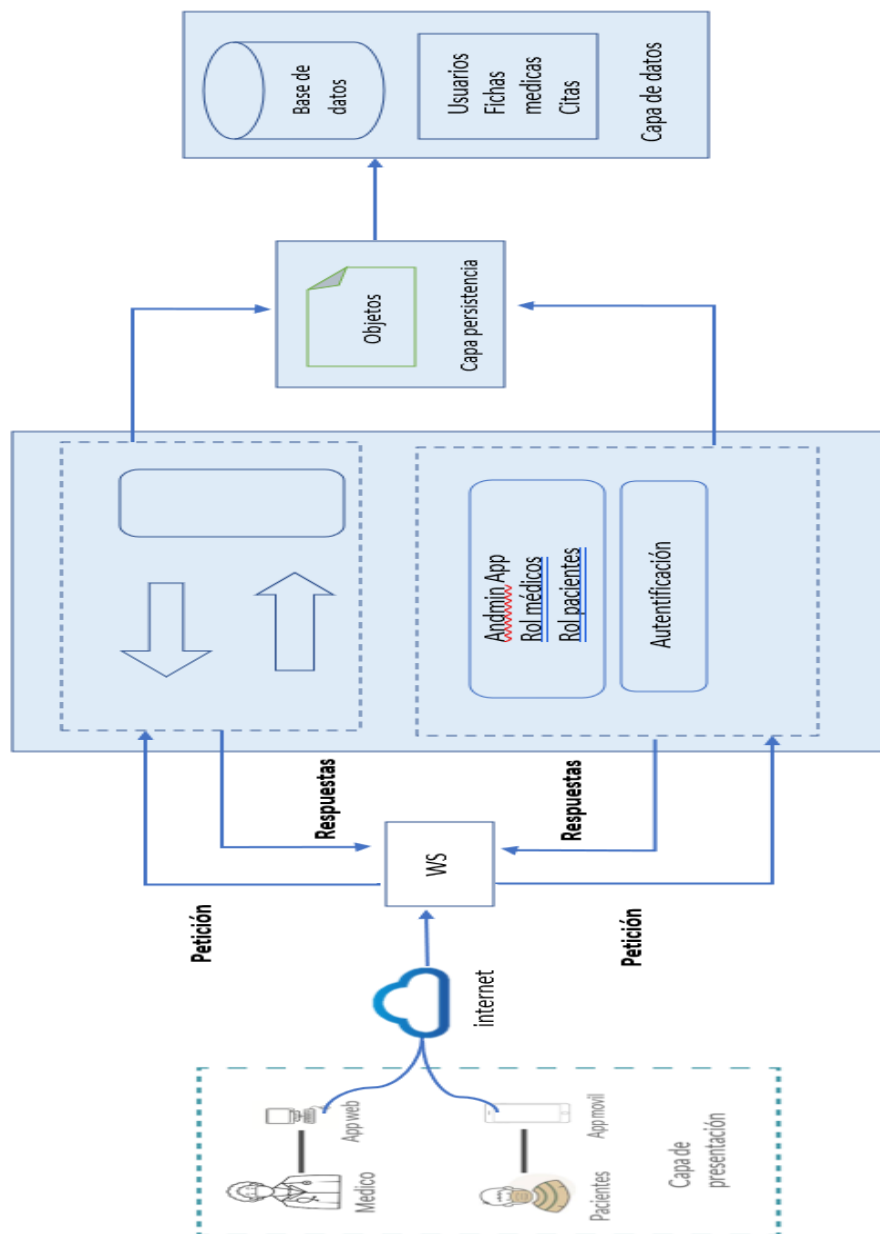 Medico
App web
Pacientes
App movil
Capa de
presentación
internet
WS
Petición
Respuestas
Respuestas
Petición
Andmin App
Rol médicos
Rol pacientes
Autentificación
Objetos
Capa persistencia
Base de
datos
Usuarios
Fichas
medicas
Citas
Capa de datos